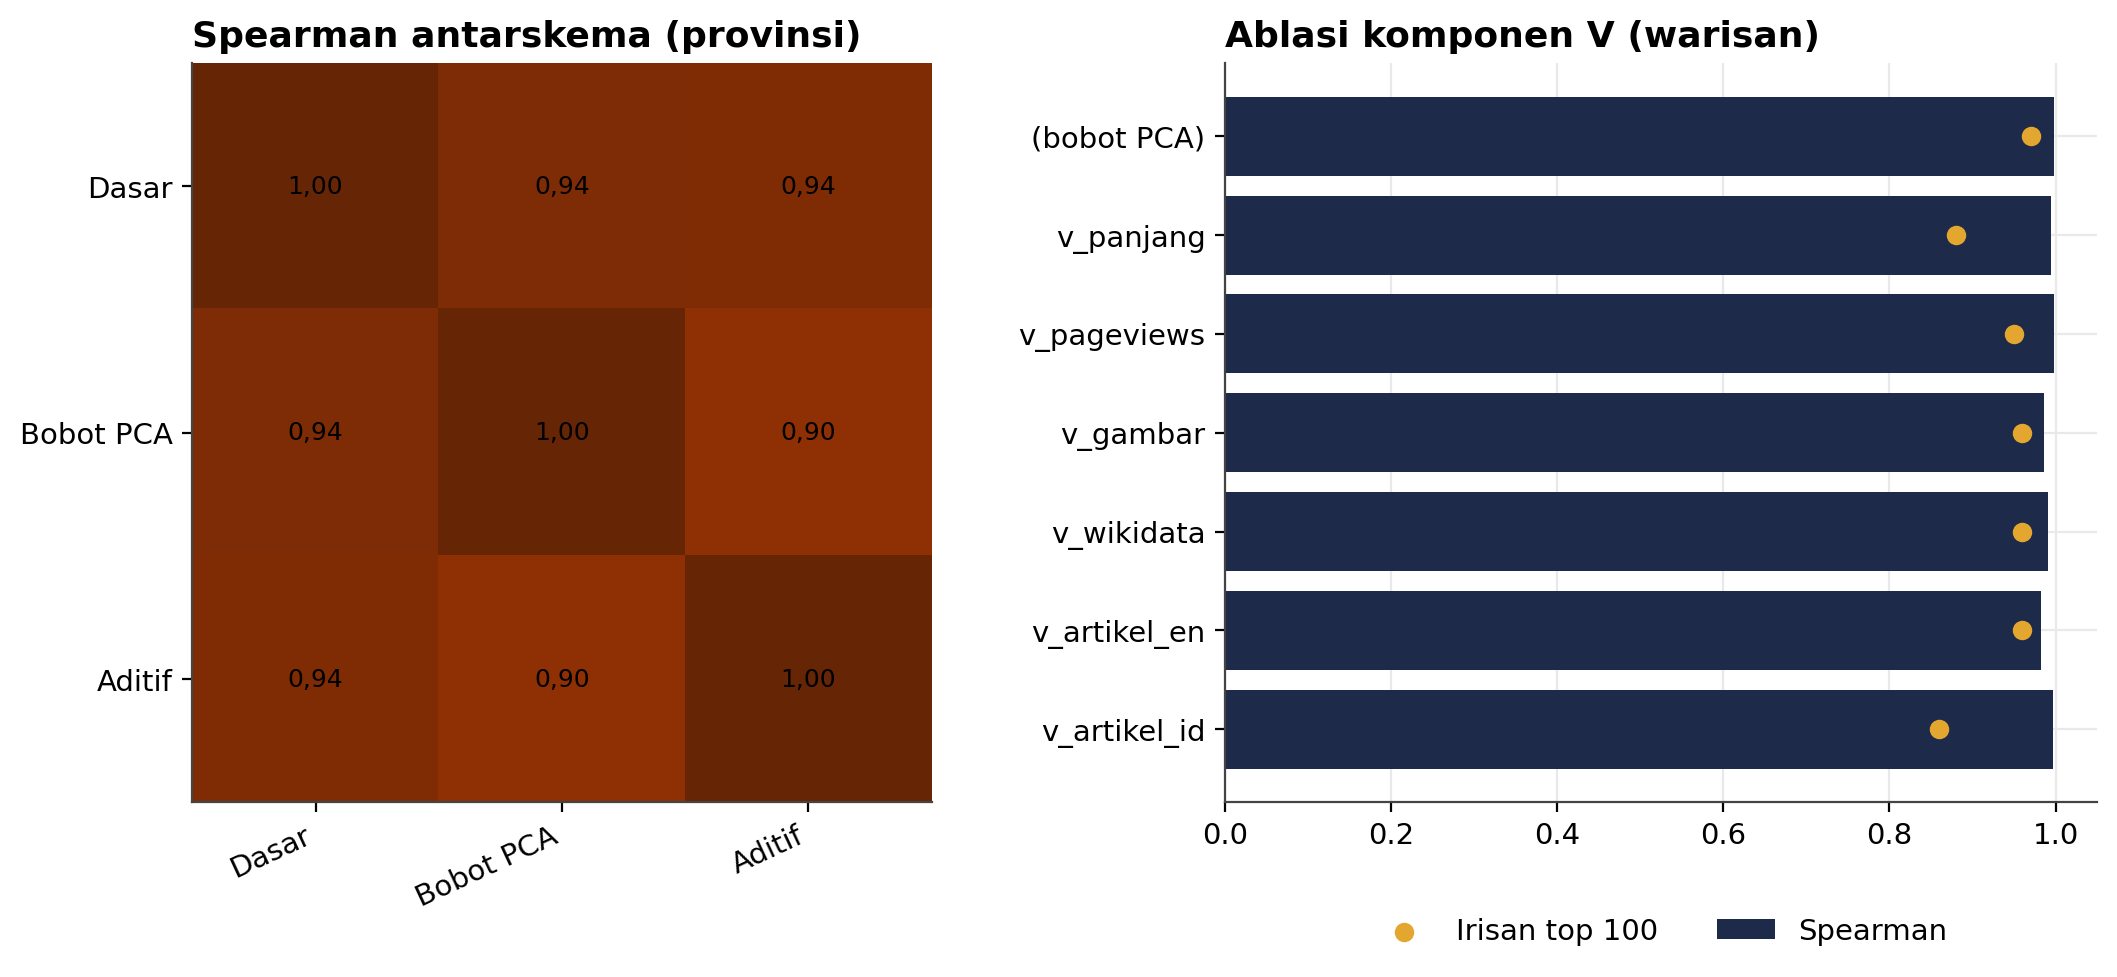 Spearman antarskema (provinsi)
Dasar
1,00 0,94 0,94
Bobot PCA
0,94 1,00 0,90
Aditif
0,94 0,90 1,00
Dasar
Bobot PCA
Aditif
Ablasi komponen V (warisan)
(bobot PCA)
v_panjang
v_pageviews
v_gambar
v_wikidata
v_artikel_en
v_artikel_id
0.0 0.2 0.4 0.6 0.8 1.0
Irisan top 100
Spearman